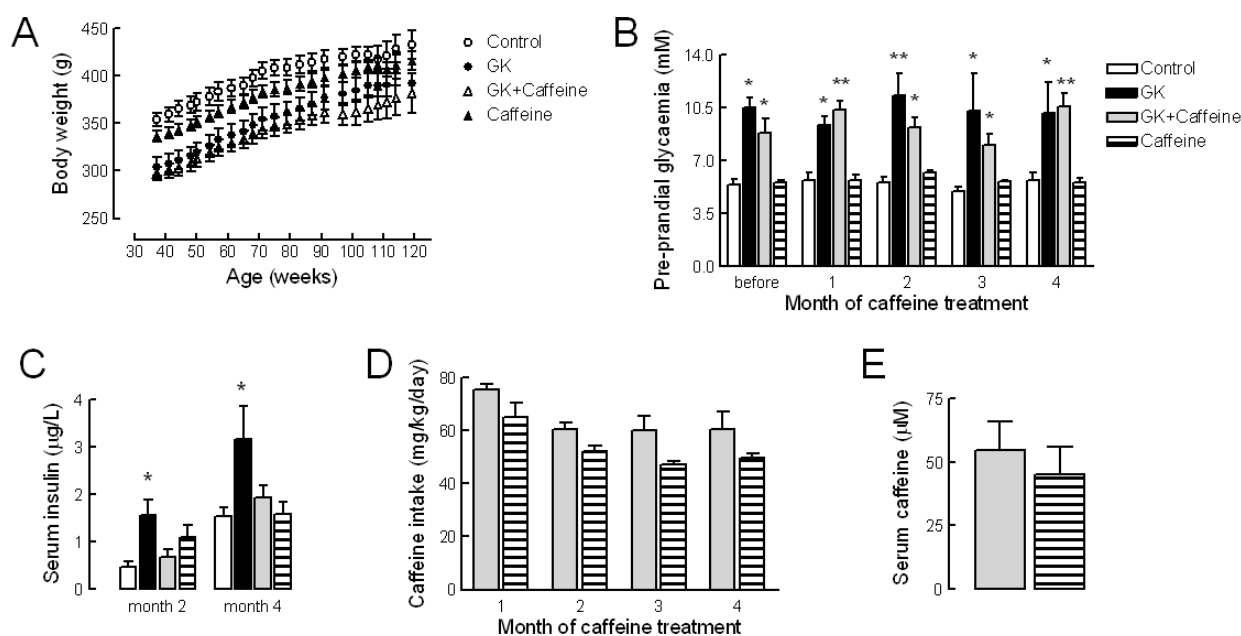 A
Body weight (g)
450
400
350
300
250
30 40 50 60 70 80 90 100 110 120
Age (weeks)
Control
GK
GK+Caffeine
Caffeine
B
Pre-prandial glycaemia (mM)
14.0
10.5
7.0
3.5
0.0
* * * ** ** * * * * **
before 1 2 3 4
Month of caffeine treatment
Control
GK
GK+Caffeine
Caffeine
C
Serum insulin (µg/L)
4
3
2
1
0
* *
month 2 month 4
D
Caffeine intake (mg/kg/day)
80
60
40
20
0
1 2 3 4
Month of caffeine treatment
E
Serum caffeine (µM)
75
50
25
0